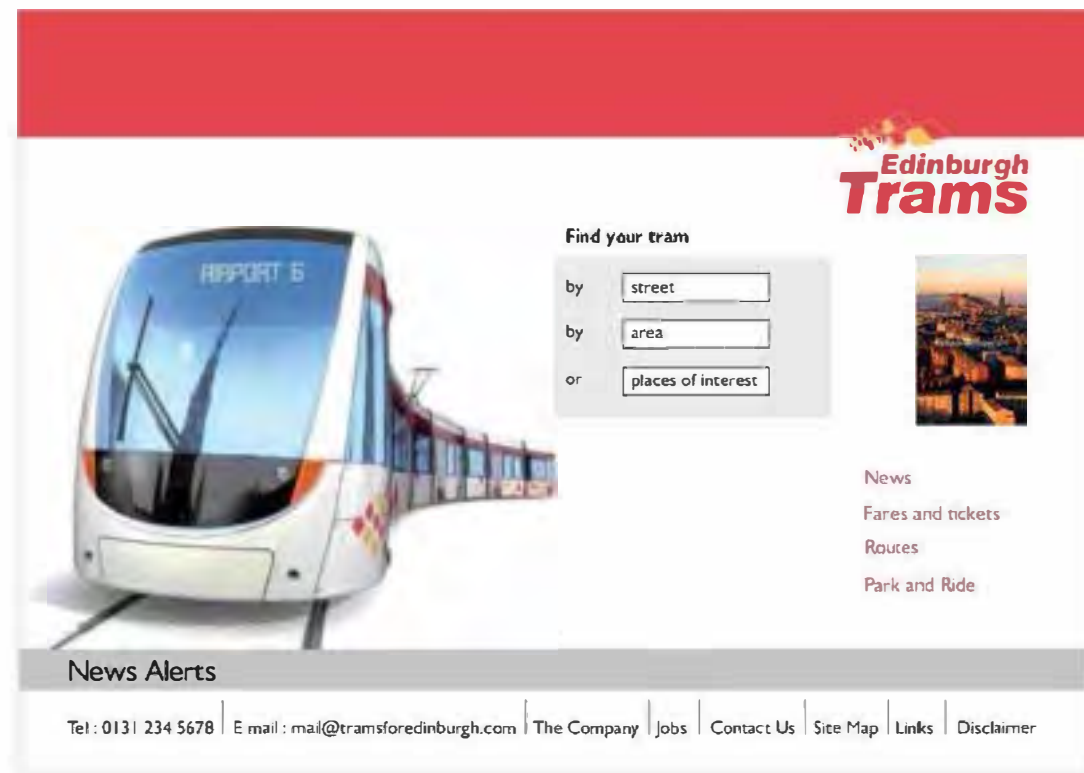 Edinburgh
Trams
AIRPORT 6
Find your tram
by street
by area
or places of interest
News
Fares and tickets
Routes
Park and Ride
News Alerts
Tel : 0131 234 5678 E mail : mail@tramsforedinburgh.com The Company Jobs Contact Us Site Map Links Disclaimer